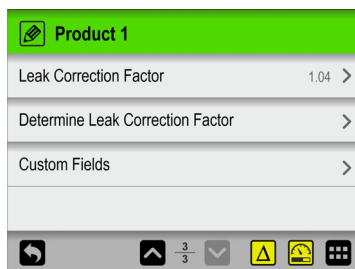 Product 1
Leak Correction Factor 1.04
Determine Leak Correction Factor
Custom Fields
3
3
Δ